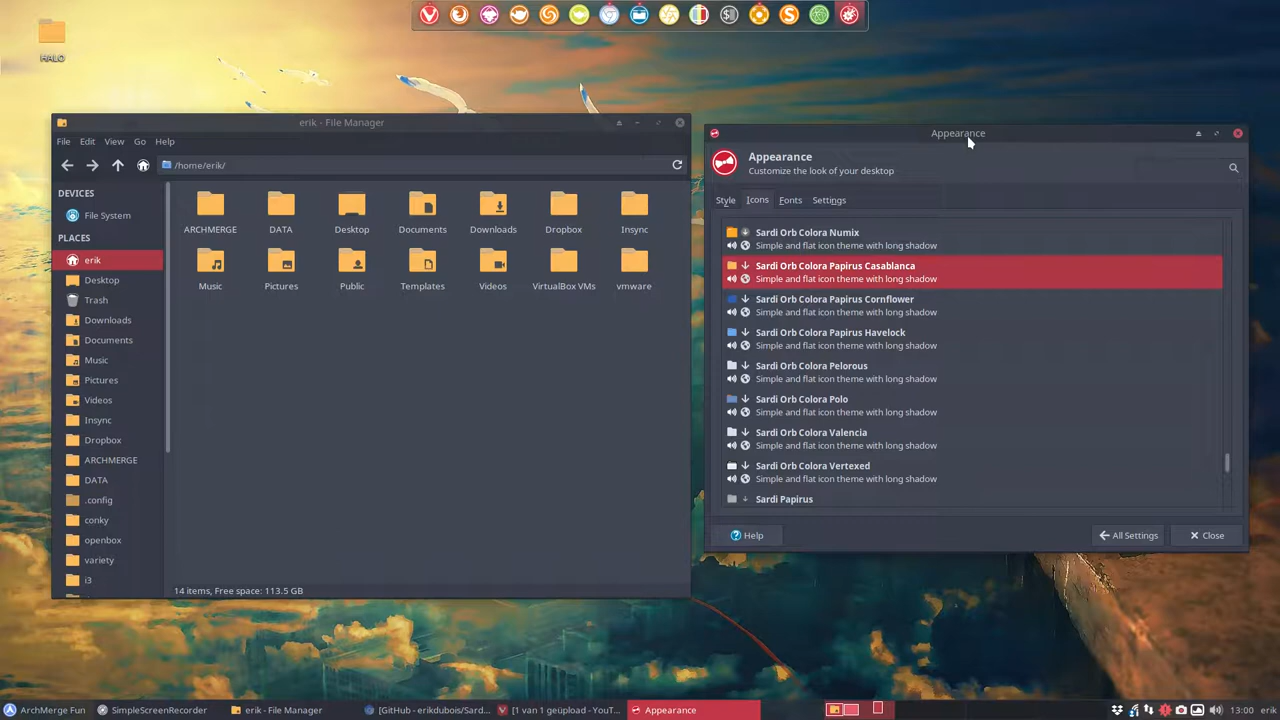 HALO
erik - File Manager
File Edit View Go Help
/home/erik/
DEVICES
File System
PLACES
erik
Desktop
Trash
Downloads
Documents
Music
Pictures
Videos
Insync
Dropbox
ARCHMERGE
DATA
.config
conky
openbox
variety
i3
ARCHMERGE DATA Desktop Documents Downloads Dropbox Insync
Music Pictures Public Templates Videos VirtualBox VMs vmware
14 items, Free space: 113.5 GB
Appearance
Appearance
Customize the look of your desktop
Style Icons Fonts Settings
Sardi Orb Colora Numix
Simple and flat icon theme with long shadow
Sardi Orb Colora Papirus Casablanca
Simple and flat icon theme with long shadow
Sardi Orb Colora Papirus Cornflower
Simple and flat icon theme with long shadow
Sardi Orb Colora Papirus Havelock
Simple and flat icon theme with long shadow
Sardi Orb Colora Pelorous
Simple and flat icon theme with long shadow
Sardi Orb Colora Polo
Simple and flat icon theme with long shadow
Sardi Orb Colora Valencia
Simple and flat icon theme with long shadow
Sardi Orb Colora Vertexed
Simple and flat icon theme with long shadow
Sardi Papirus
Help All Settings Close
ArchMerge Fun SimpleScreenRecorder erik - File Manager [GitHub - erikdubois/Sard... [1 van 1 geüpload - YouT... Appearance 13:00 erik